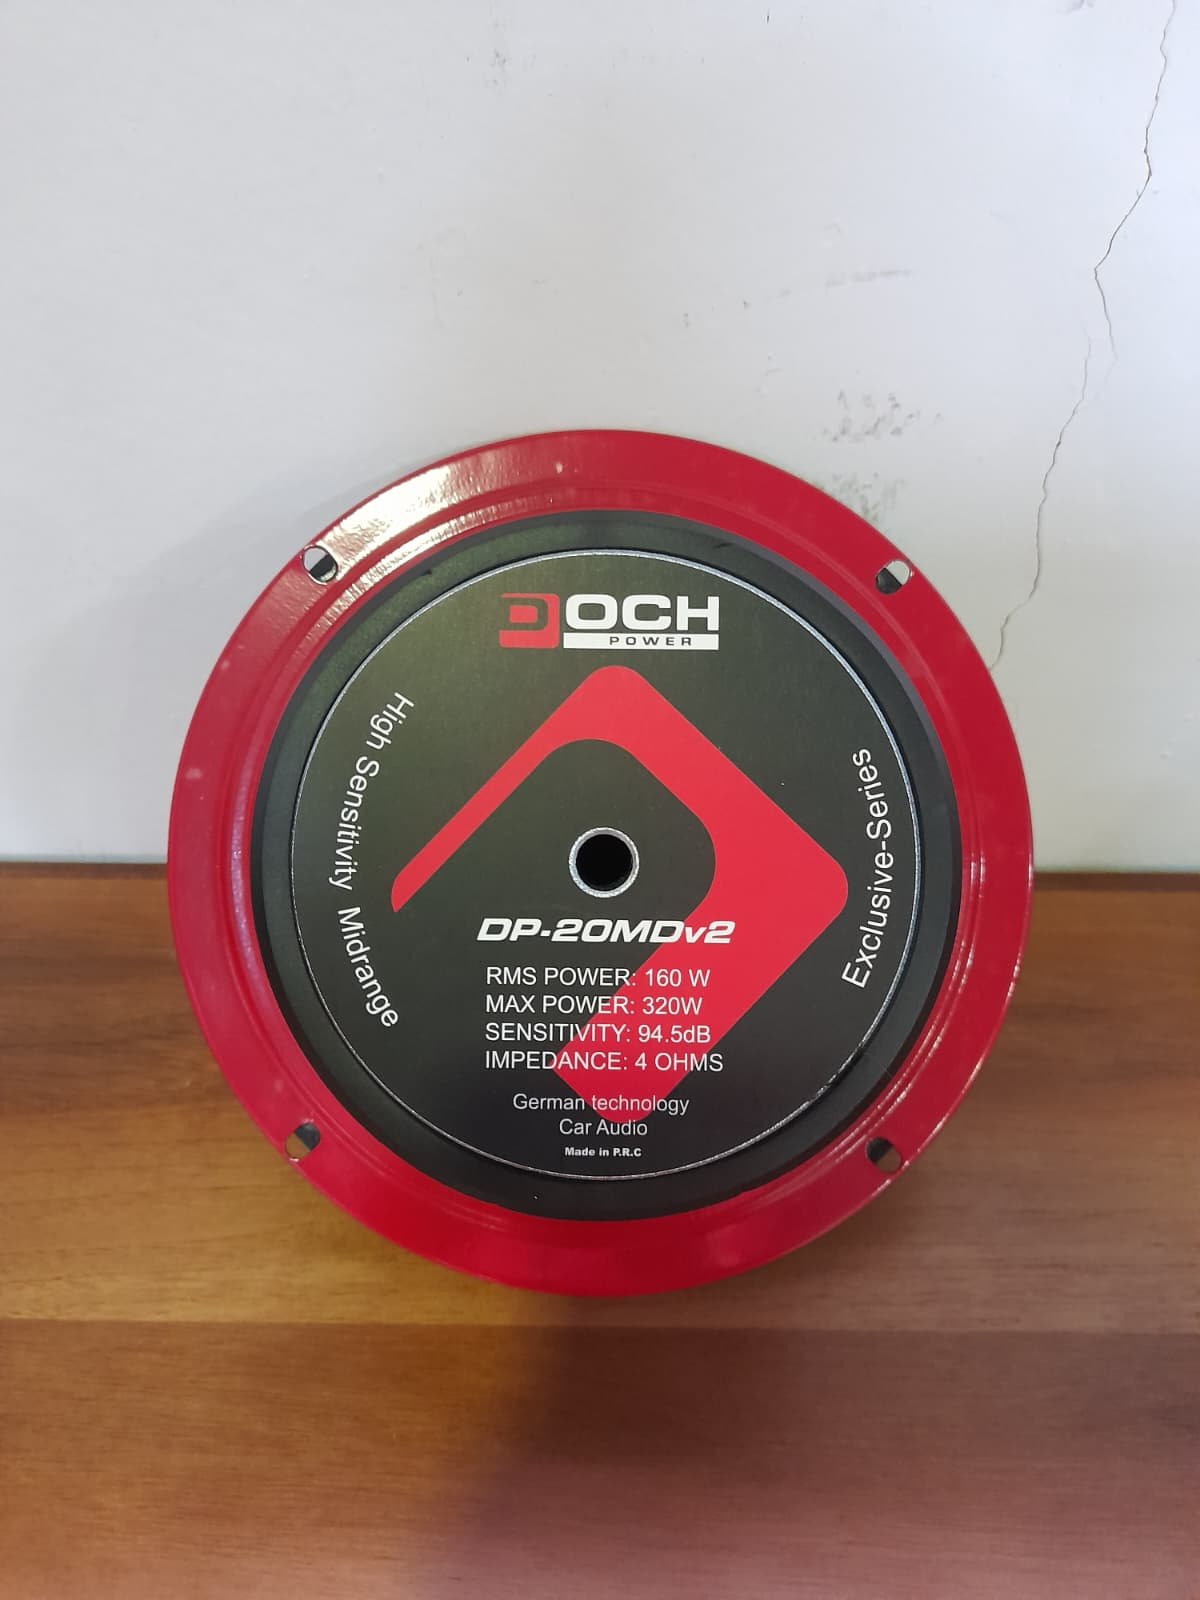 DOCH
POWER
High Sensitivity Midrange
Exclusive-Series
DP-20MDv2
RMS POWER: 160 W
MAX POWER: 320W
SENSITIVITY: 94.5dB
IMPEDANCE: 4 OHMS
German technology
Car Audio
Made in P.R.C